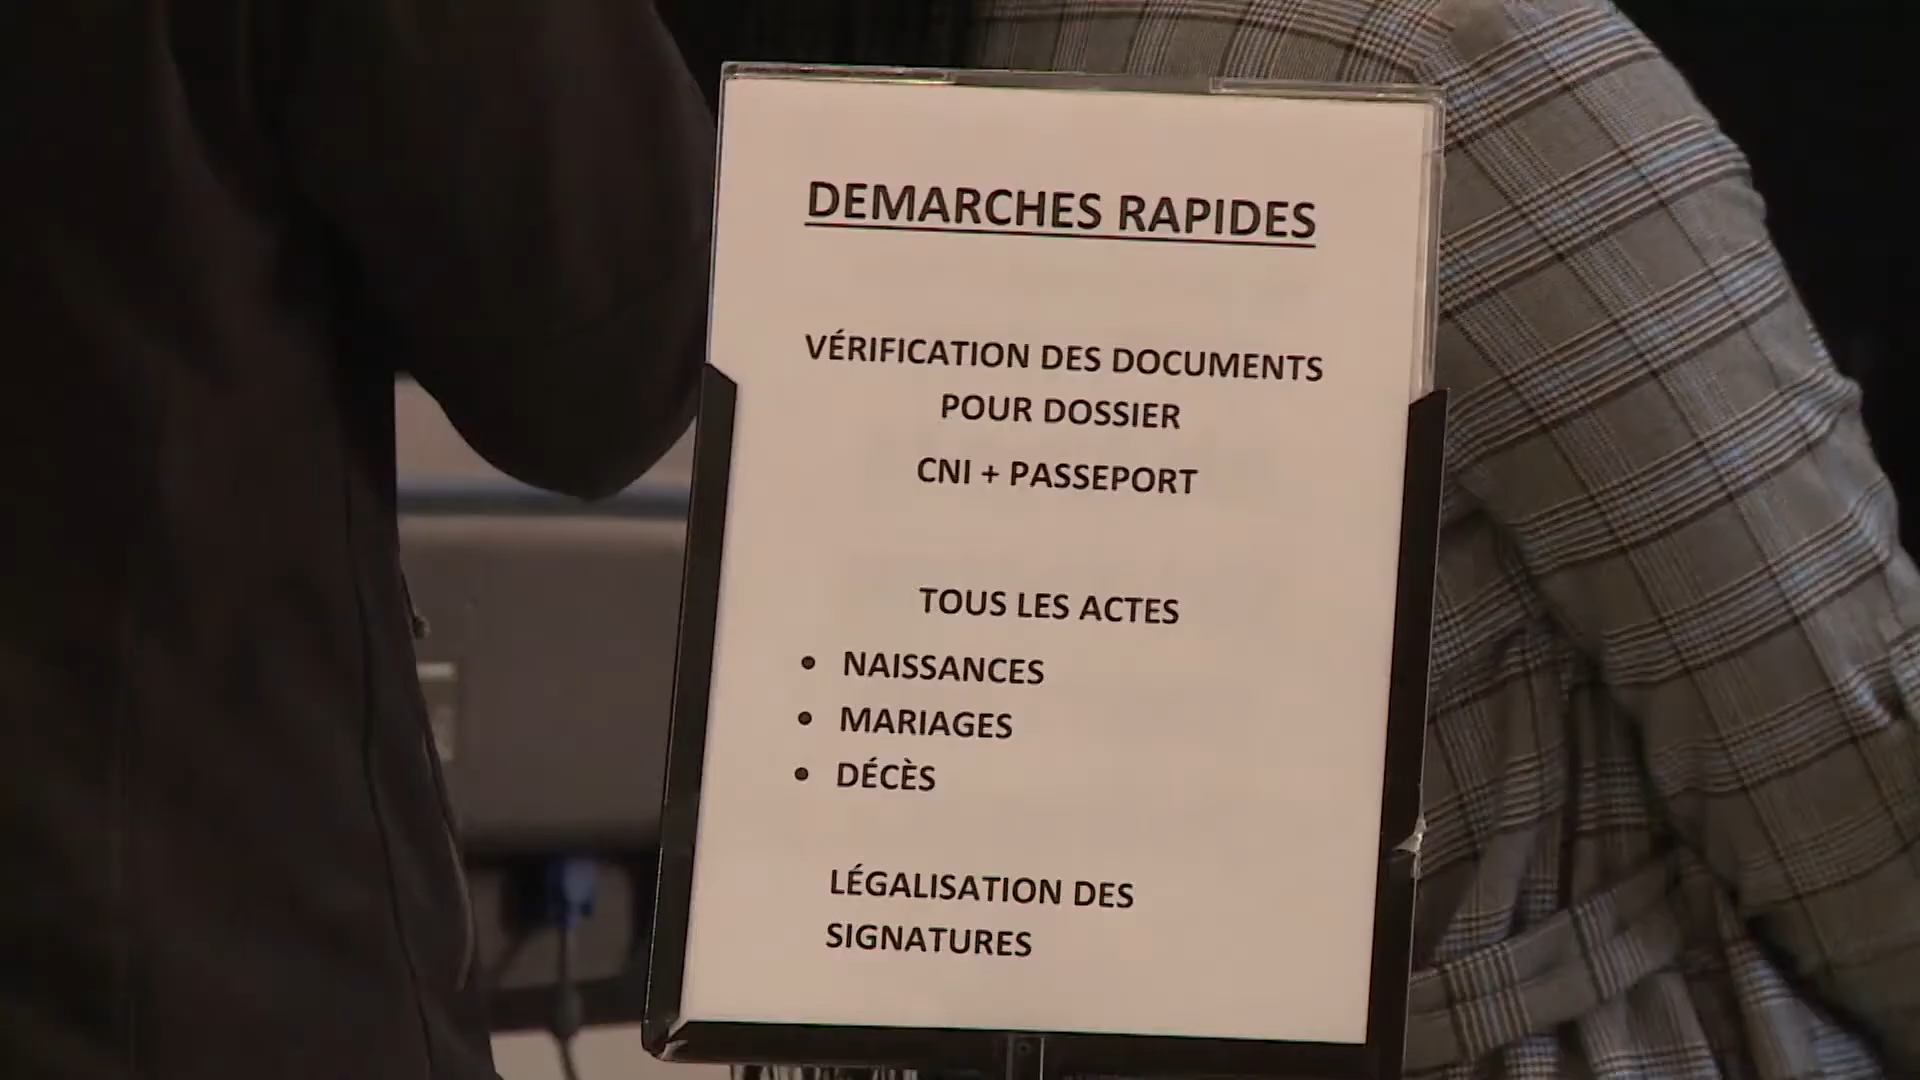 DEMARCHES RAPIDES
VÉRIFICATION DES DOCUMENTS
POUR DOSSIER
CNI + PASSEPORT
TOUS LES ACTES
• NAISSANCES
• MARIAGES
• DÉCÈS
LÉGALISATION DES
SIGNATURES